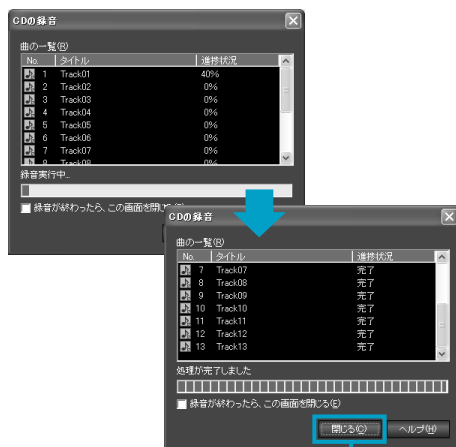 CDの録音
曲の一覧(R)
No. タイトル 進捗状況
1 Track01 40%
2 Track02 0%
3 Track03 0%
4 Track04 0%
5 Track05 0%
6 Track06 0%
7 Track07 0%
8 Track08 0%
録音実行中...
録音が終わったら、この画面を閉じ
CDの録音
曲の一覧(R)
No. タイトル 進捗状況
7 Track07 完了
8 Track08 完了
9 Track09 完了
10 Track10 完了
11 Track11 完了
12 Track12 完了
13 Track13 完了
処理が完了しました
録音が終わったら、この画面を閉じる(E)
閉じる(C) ヘルプ(H)